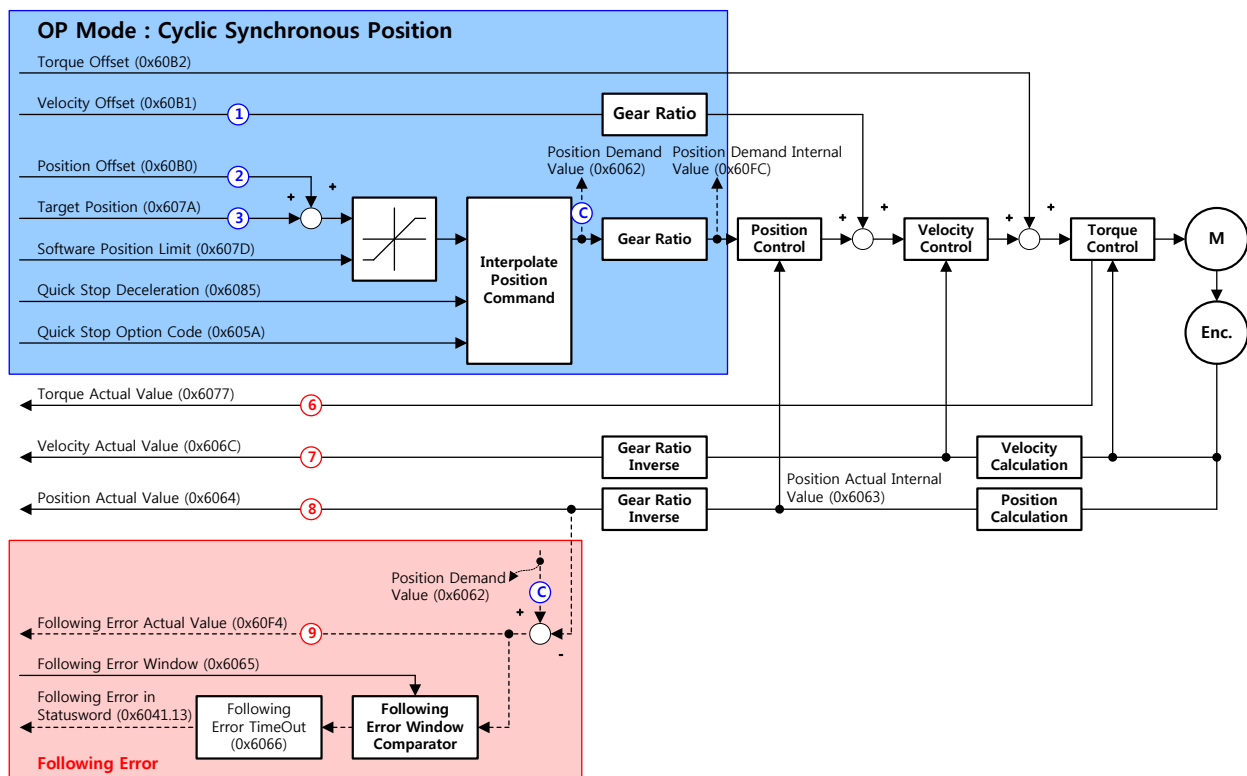 OP Mode : Cyclic Synchronous Position
Torque Offset (0x60B2)
Velocity Offset (0x60B1)
1
Gear Ratio
Position Demand
Value (0x6062)
Position Demand Internal
Value (0x60FC)
Position Offset (0x60B0)
2
+
+
Target Position (0x607A)
3
C
Gear Ratio
Position
Control
+
+
Velocity
Control
+
+
Torque
Control
M
Software Position Limit (0x607D)
Interpolate
Position
Command
Quick Stop Deceleration (0x6085)
Quick Stop Option Code (0x605A)
Enc.
Torque Actual Value (0x6077)
6
Velocity Actual Value (0x606C)
7
Gear Ratio
Inverse
Velocity
Calculation
Position Actual Value (0x6064)
8
Gear Ratio
Inverse
Position Actual Internal
Value (0x6063)
Position
Calculation
Position Demand
Value (0x6062)
C
+
-
Following Error Actual Value (0x60F4)
9
Following Error Window (0x6065)
Following Error in
Statusword (0x6041.13)
Following
Error TimeOut
(0x6066)
Following
Error Window
Comparator
Following Error